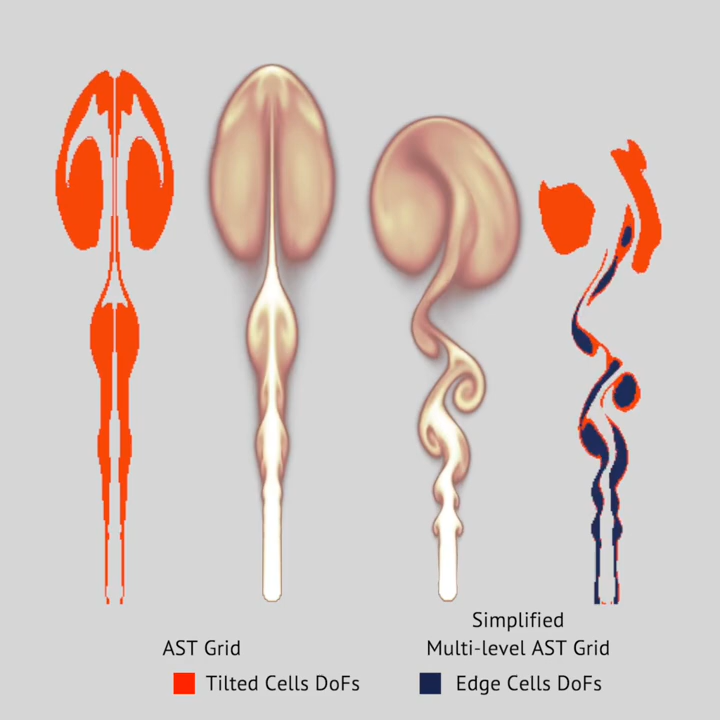 Simplified
AST Grid
Multi-level AST Grid
Tilted Cells DoFs
Edge Cells DoFs